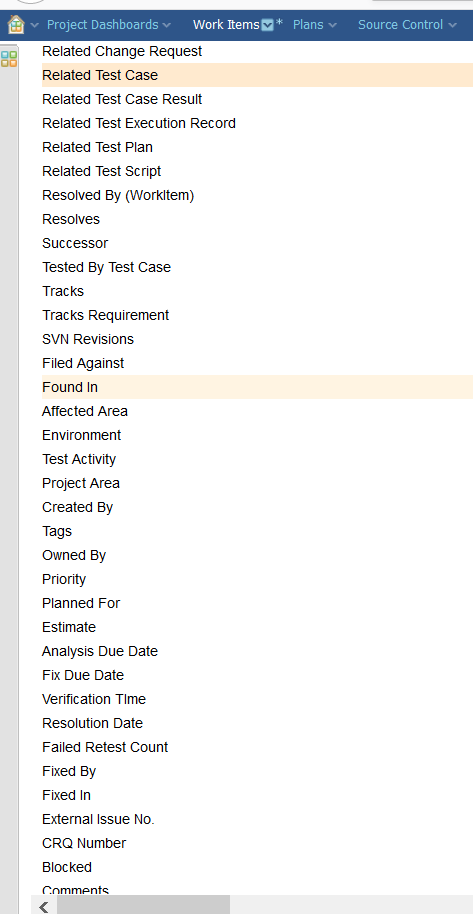 Project Dashboards Work Items * Plans Source Control
Related Change Request
Related Test Case
Related Test Case Result
Related Test Execution Record
Related Test Plan
Related Test Script
Resolved By (WorkItem)
Resolves
Successor
Tested By Test Case
Tracks
Tracks Requirement
SVN Revisions
Filed Against
Found In
Affected Area
Environment
Test Activity
Project Area
Created By
Tags
Owned By
Priority
Planned For
Estimate
Analysis Due Date
Fix Due Date
Verification TIme
Resolution Date
Failed Retest Count
Fixed By
Fixed In
External Issue No.
CRQ Number
Blocked
Comments